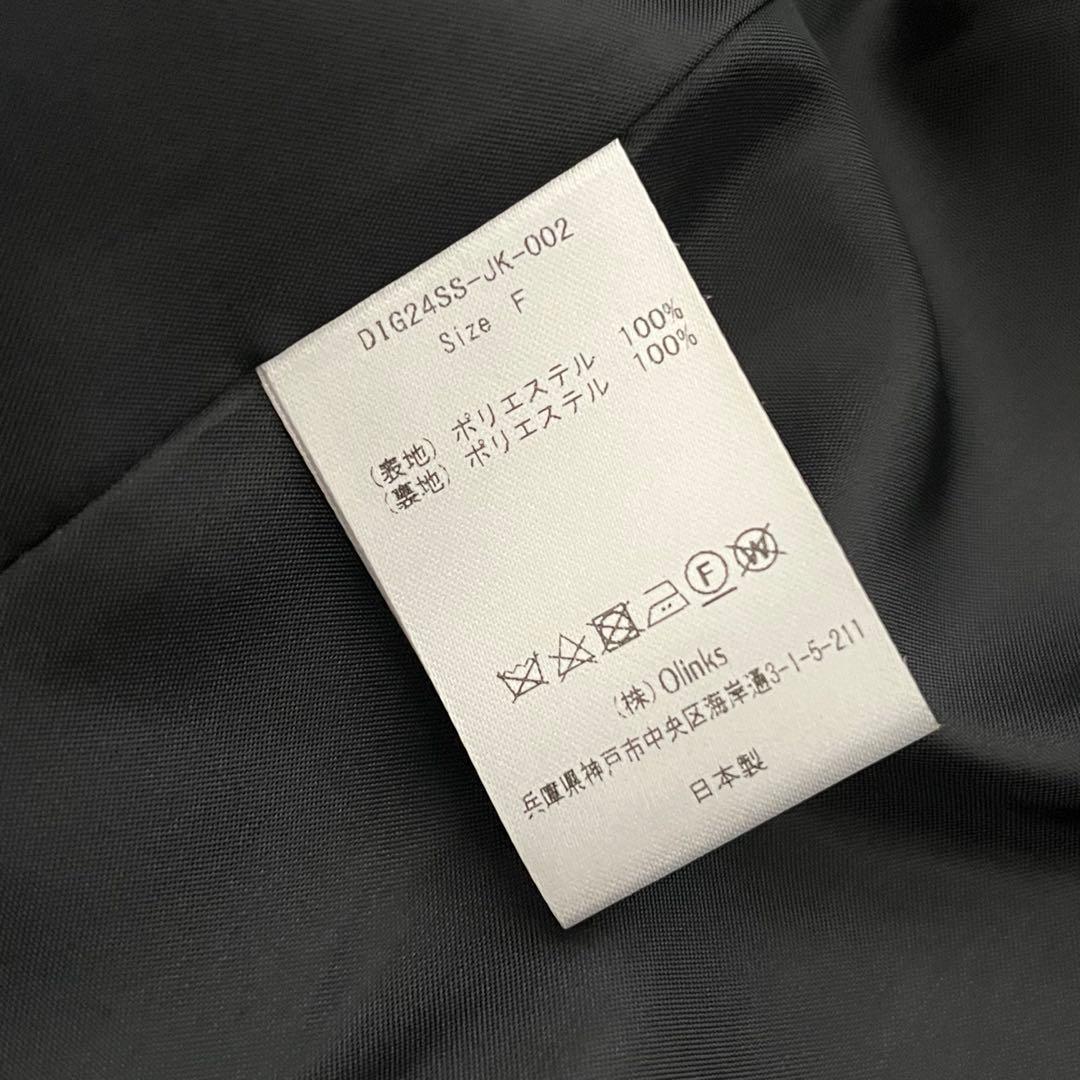 DIG24SS-JK-002
Size F
(表地) ポリエステル 100%
(裏地) ポリエステル 100%
F W
(株) Olinks
兵庫県神戸市中央区海岸通3-1-5-211
日本製